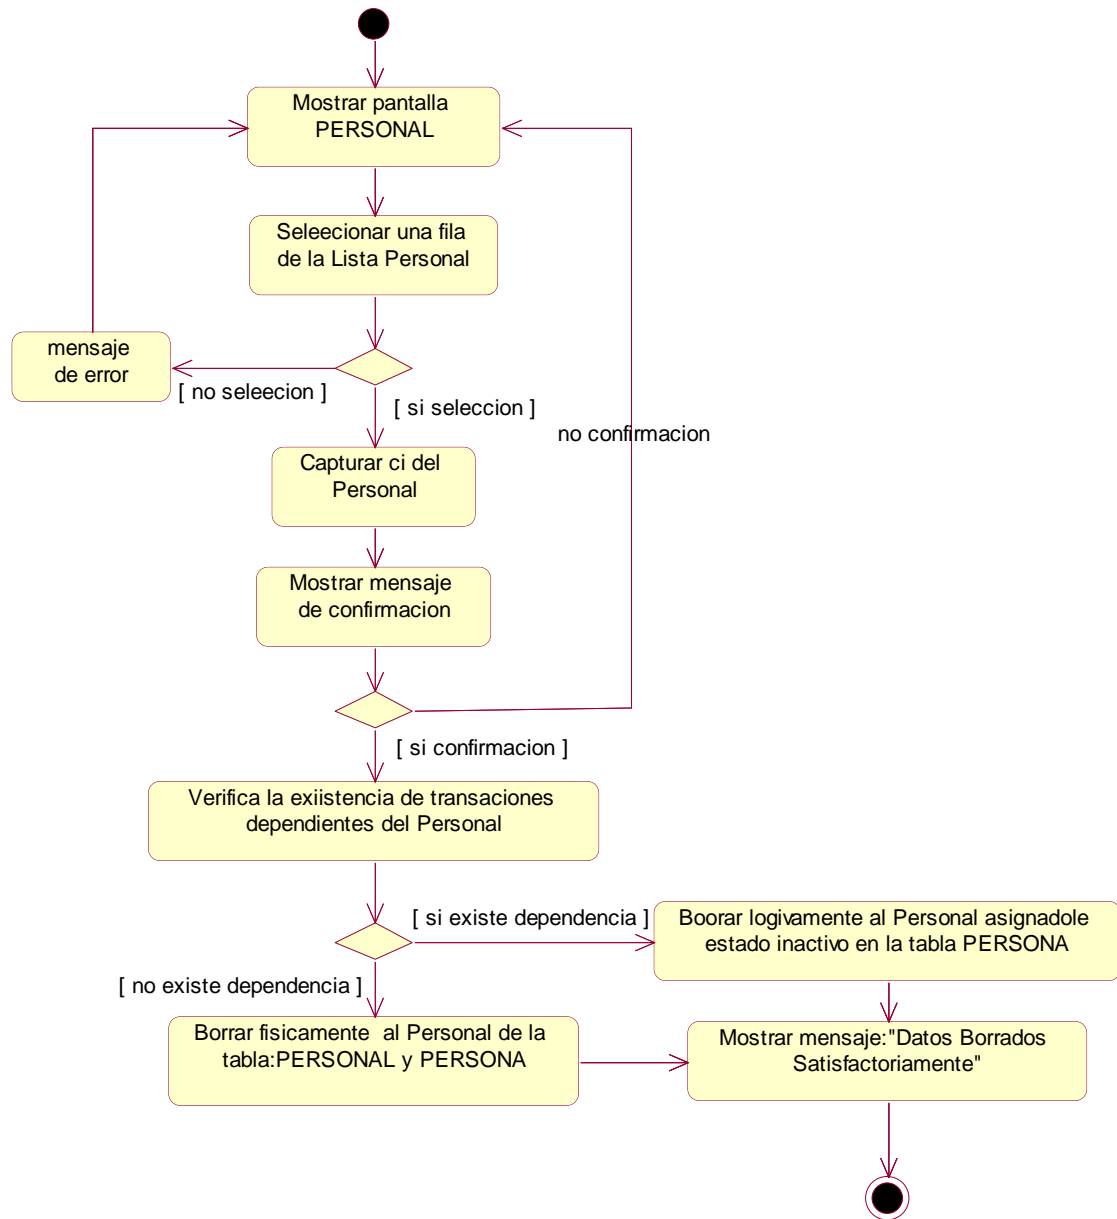 Mostrar pantalla
PERSONAL
Seleecionar una fila
de la Lista Personal
mensaje
de error
[ no seleecion ]
[ si seleccion ]
no confirmacion
Capturar ci del
Personal
Mostrar mensaje
de confirmacion
[ si confirmacion ]
Verifica la exiistencia de transaciones
dependientes del Personal
[ si existe dependencia ]
Boorar logivamente al Personal asignadole
estado inactivo en la tabla PERSONA
[ no existe dependencia ]
Borrar fisicamente  al Personal de la
tabla:PERSONAL y PERSONA
Mostrar mensaje:"Datos Borrados
Satisfactoriamente"